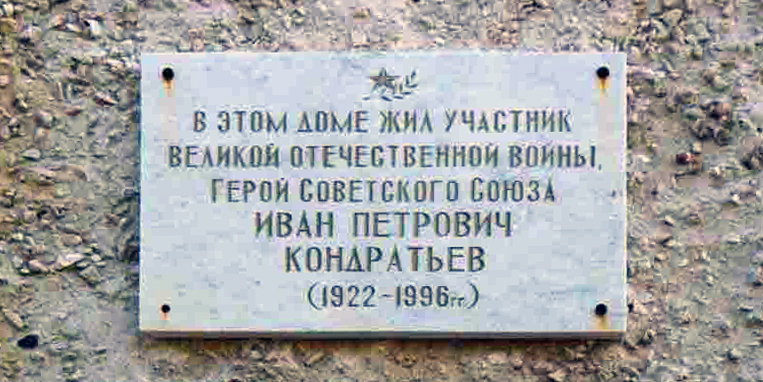 В ЭТОМ ДОМЕ ЖИЛ УЧАСТНИК
ВЕЛИКОЙ ОТЕЧЕСТВЕННОЙ ВОЙНЫ,
ГЕРОЙ СОВЕТСКОГО СОЮЗА
ИВАН ПЕТРОВИЧ
КОНДРАТЬЕВ
(1922-1996гг.)